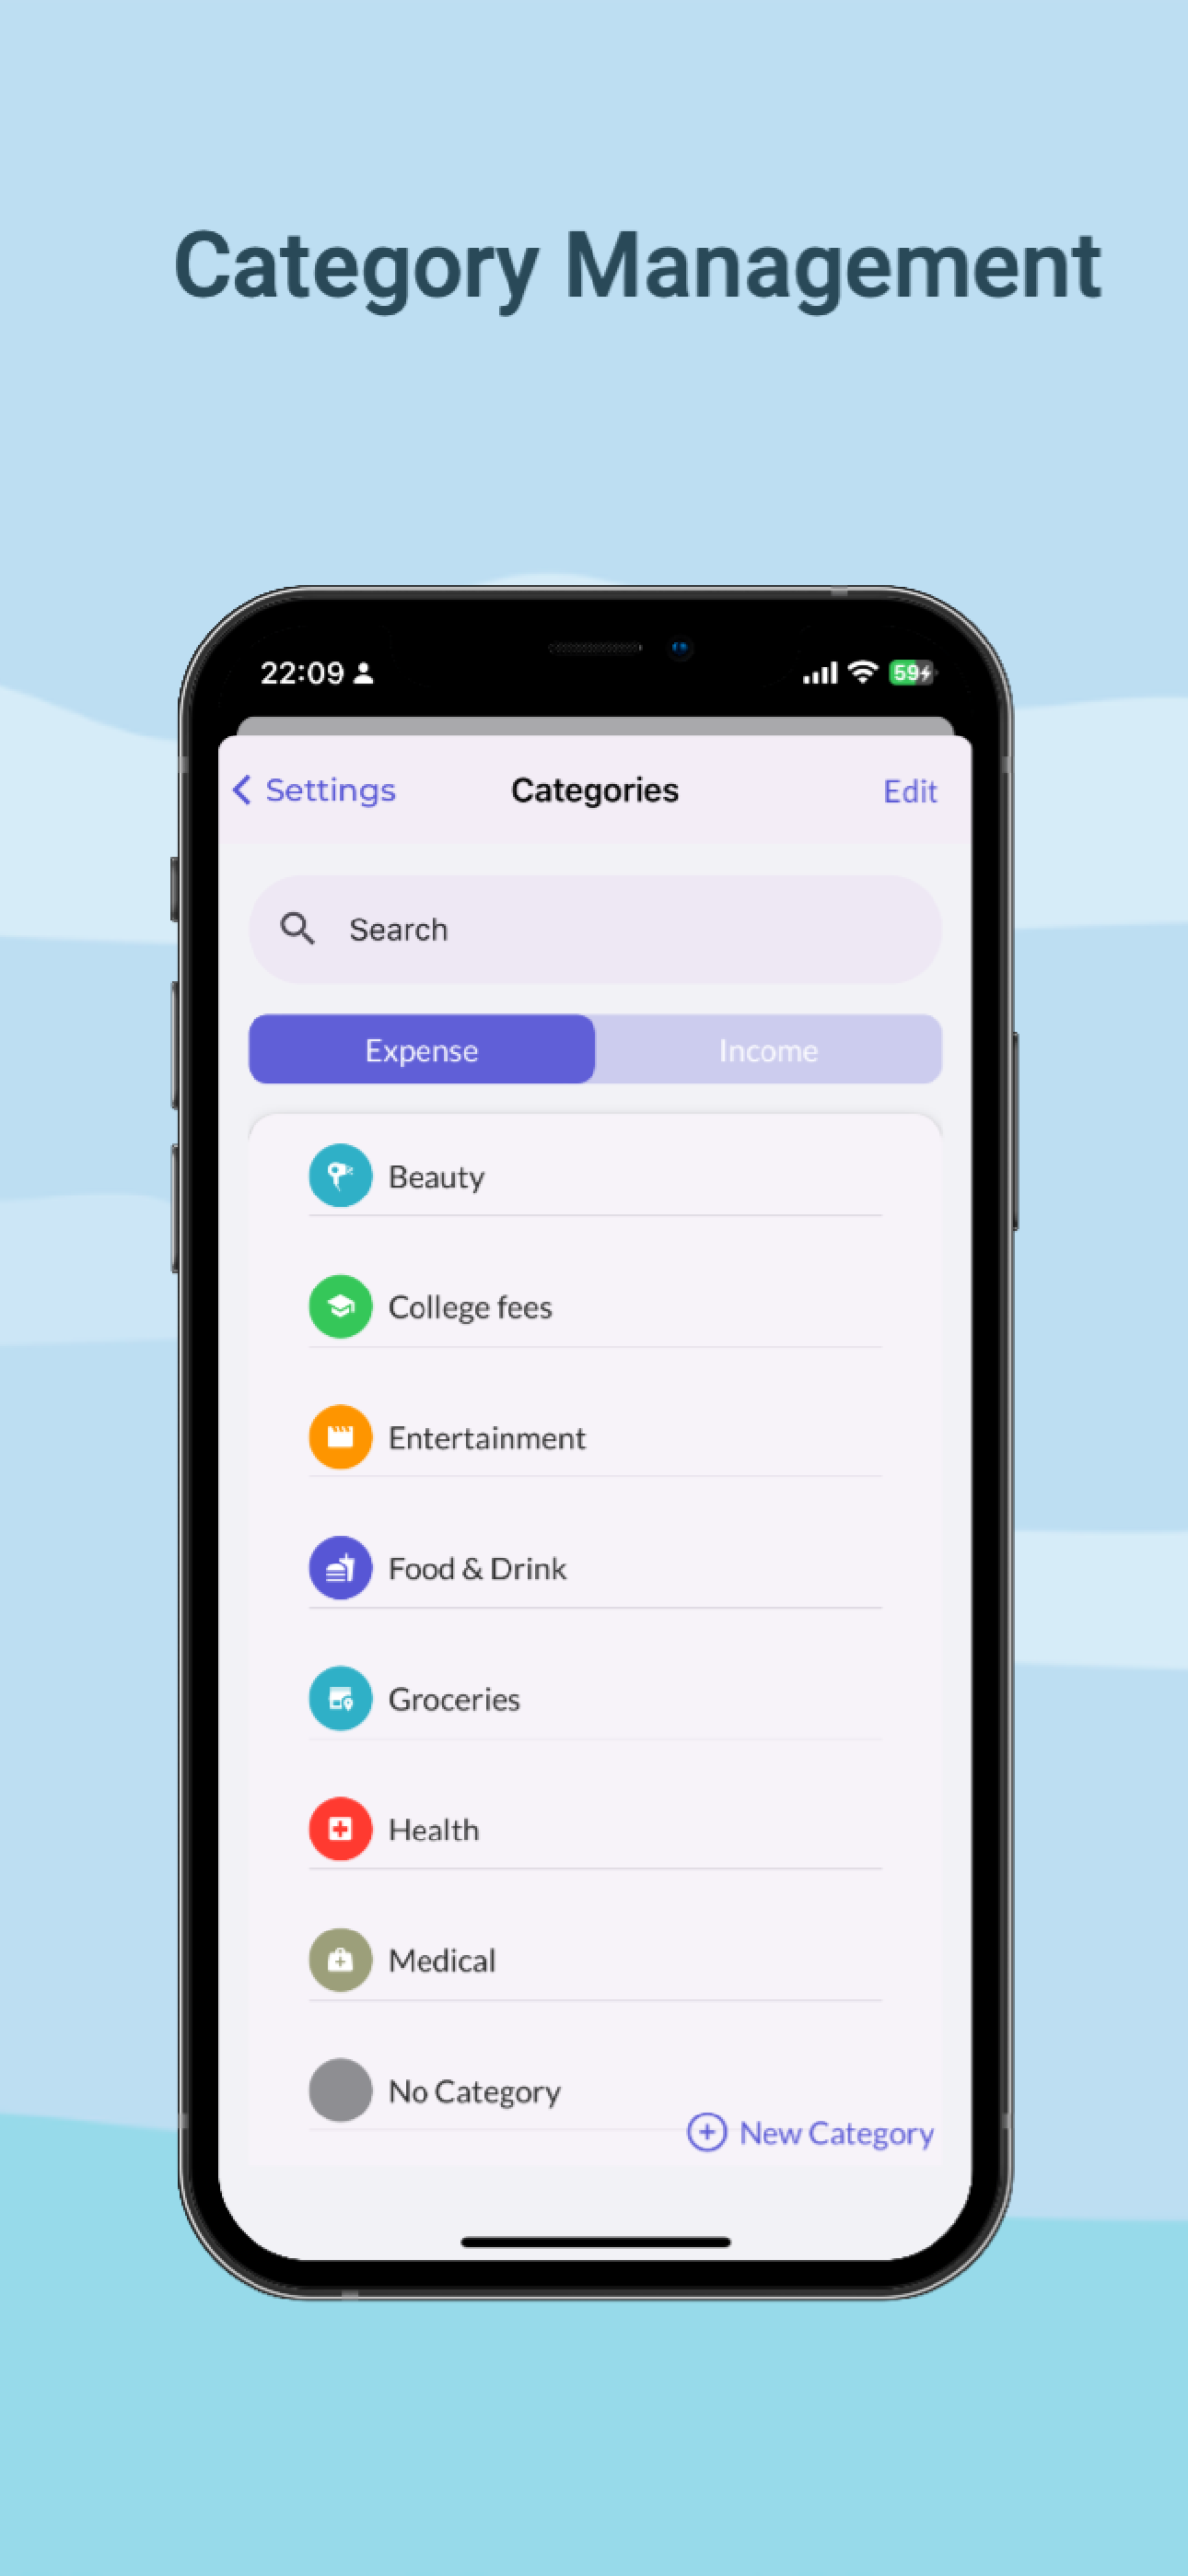 Category Management
22:09
59
Settings
Categories
Edit
Search
Expense
Income
Beauty
College fees
Entertainment
Food & Drink
Groceries
Health
Medical
No Category
New Category